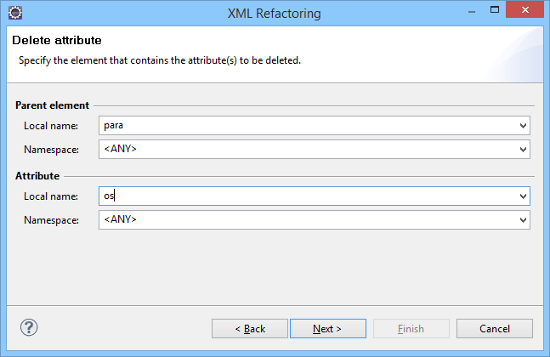 XML Refactoring
Delete attribute
Specify the element that contains the attribute(s) to be deleted.
Parent element
Local name: para
Namespace: <ANY>
Attribute
Local name: os
Namespace: <ANY>
? < Back Next > Finish Cancel